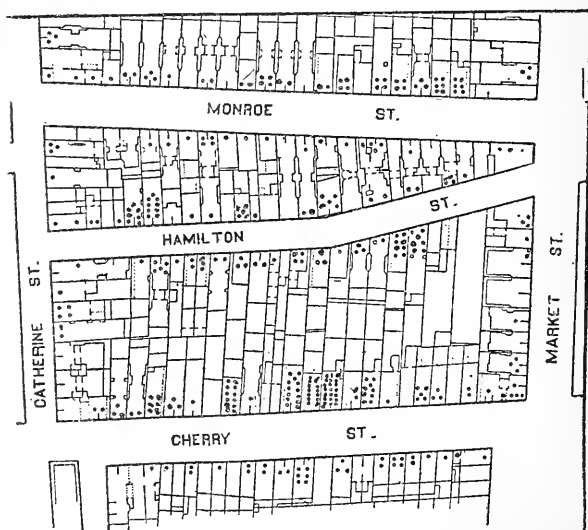 MONROE ST.
HAMILTON ST.
CATHERINE ST.
MARKET ST.
CHERRY ST.